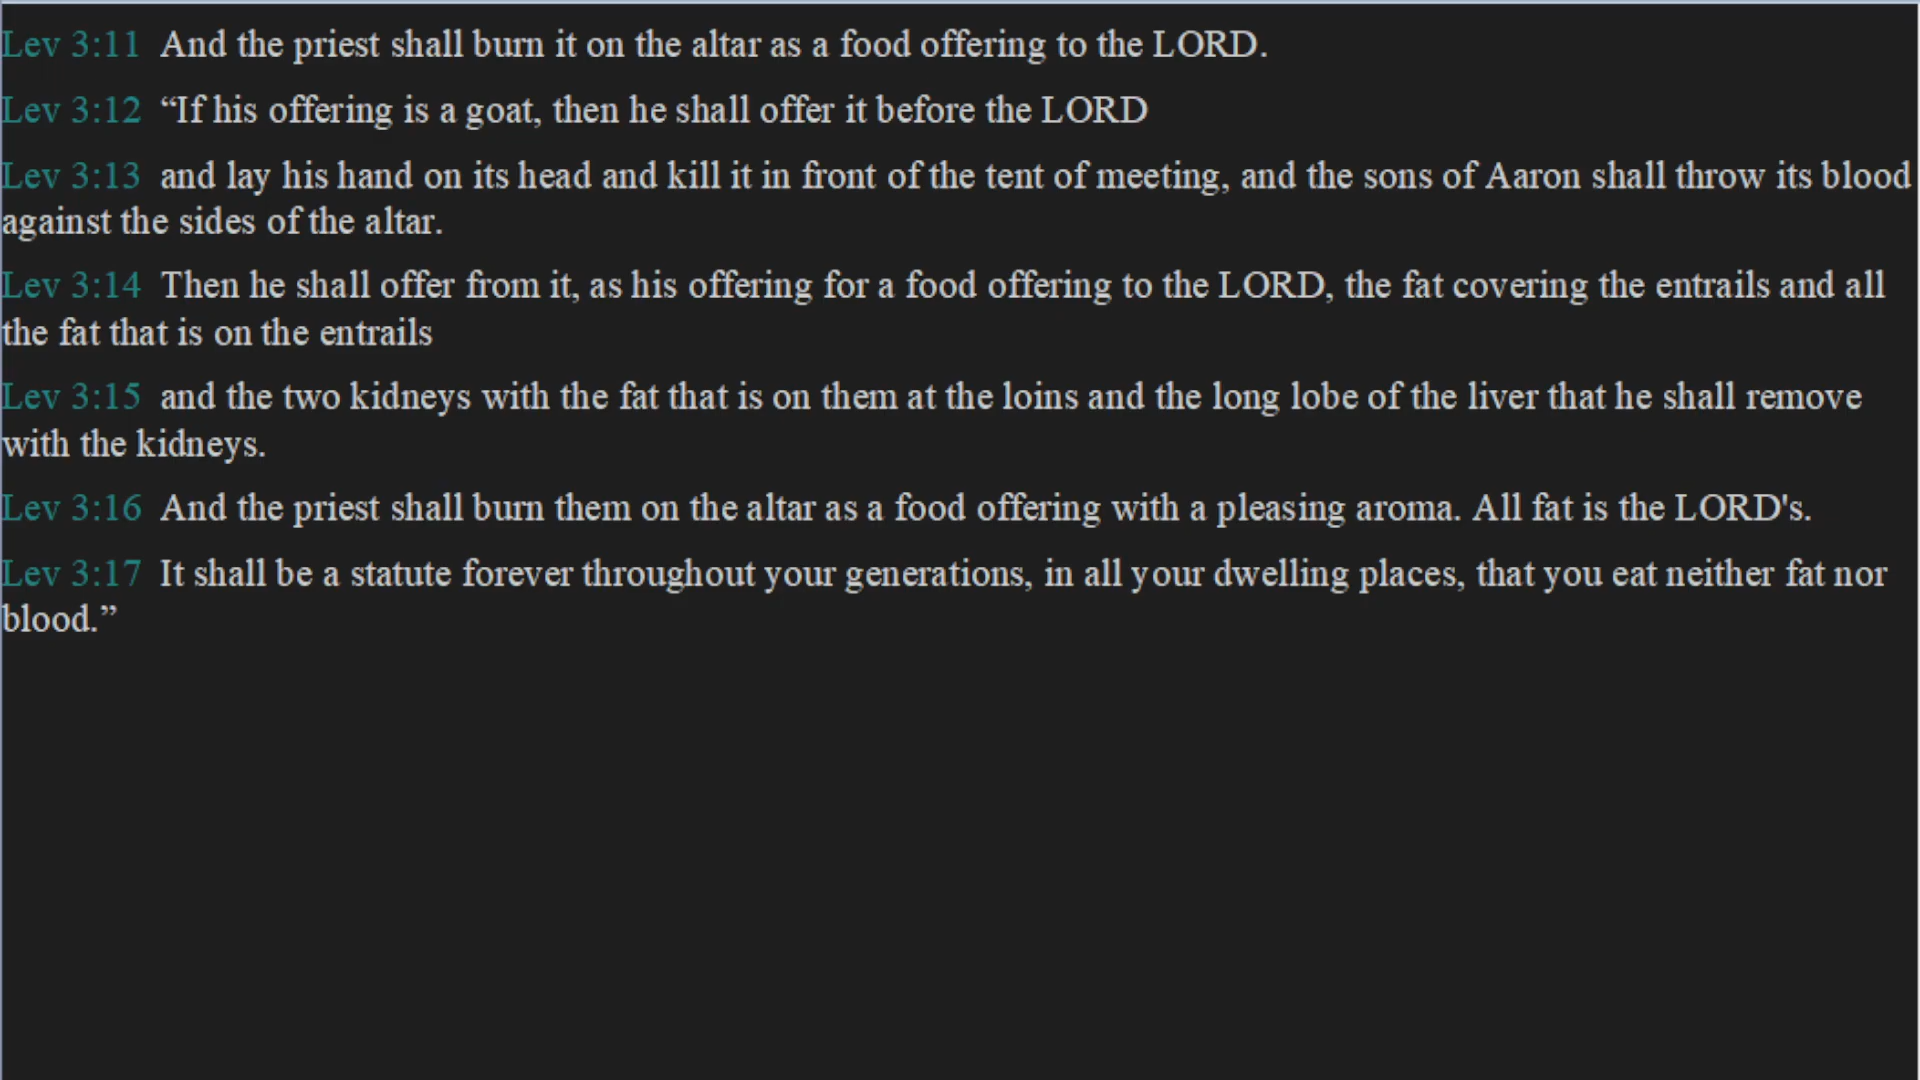 Lev 3:11 And the priest shall burn it on the altar as a food offering to the LORD.
Lev 3:12 “If his offering is a goat, then he shall offer it before the LORD
Lev 3:13 and lay his hand on its head and kill it in front of the tent of meeting, and the sons of Aaron shall throw its blood
against the sides of the altar.
Lev 3:14 Then he shall offer from it, as his offering for a food offering to the LORD, the fat covering the entrails and all
the fat that is on the entrails
Lev 3:15 and the two kidneys with the fat that is on them at the loins and the long lobe of the liver that he shall remove
with the kidneys.
Lev 3:16 And the priest shall burn them on the altar as a food offering with a pleasing aroma. All fat is the LORD's.
Lev 3:17 It shall be a statute forever throughout your generations, in all your dwelling places, that you eat neither fat nor
blood.”